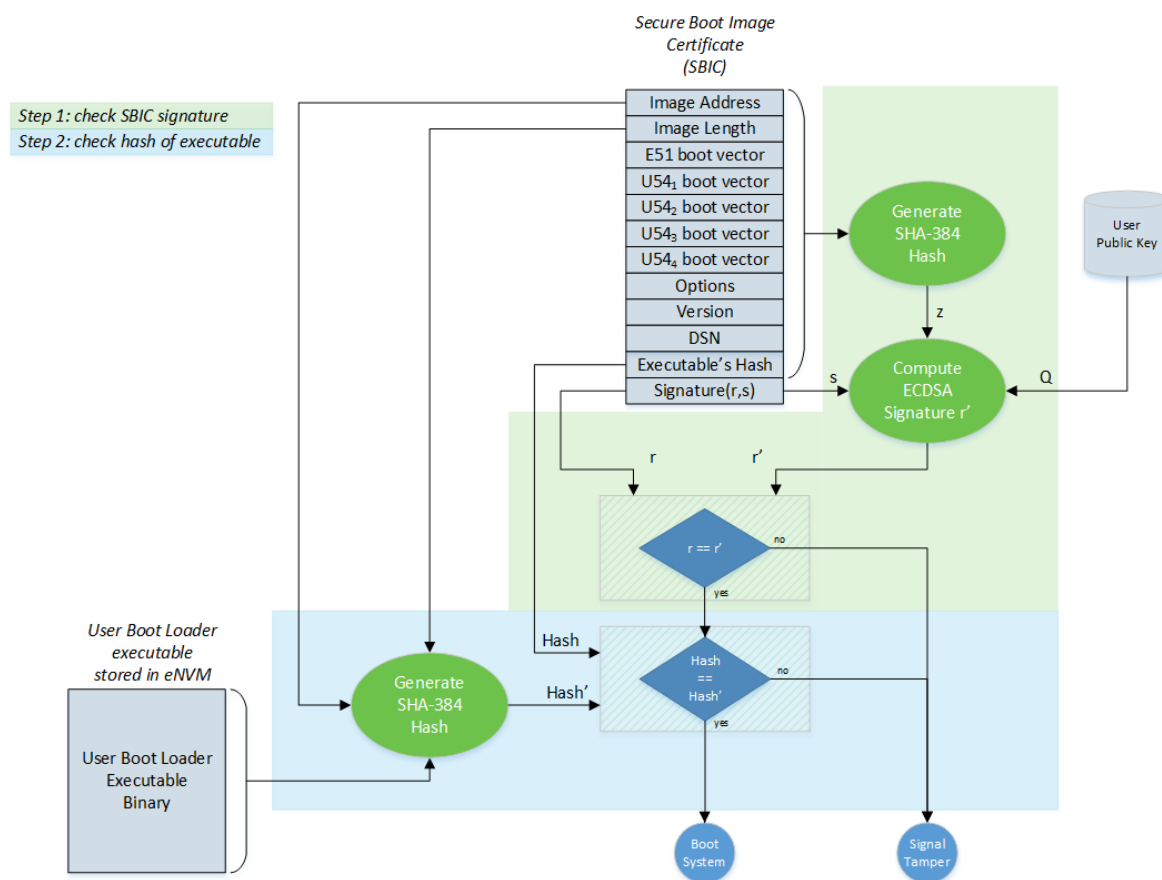 Secure Boot Image
Certificate
(SBIC)
Step 1: check SBIC signature
Step 2: check hash of executable
Image Address
Image Length
E51 boot vector
U54₁ boot vector
U54₂ boot vector
U54₃ boot vector
U54₄ boot vector
Options
Version
DSN
Executable's Hash
Signature(r,s)
Generate
SHA-384
Hash
User
Public Key
z
s
Compute
ECDSA
Signature r'
Q
r
r'
r == r'
no
yes
User Boot Loader
executable
stored in eNVM
User Boot Loader
Executable
Binary
Generate
SHA-384
Hash
Hash
Hash'
Hash
==
Hash'
no
yes
Boot
System
Signal
Tamper